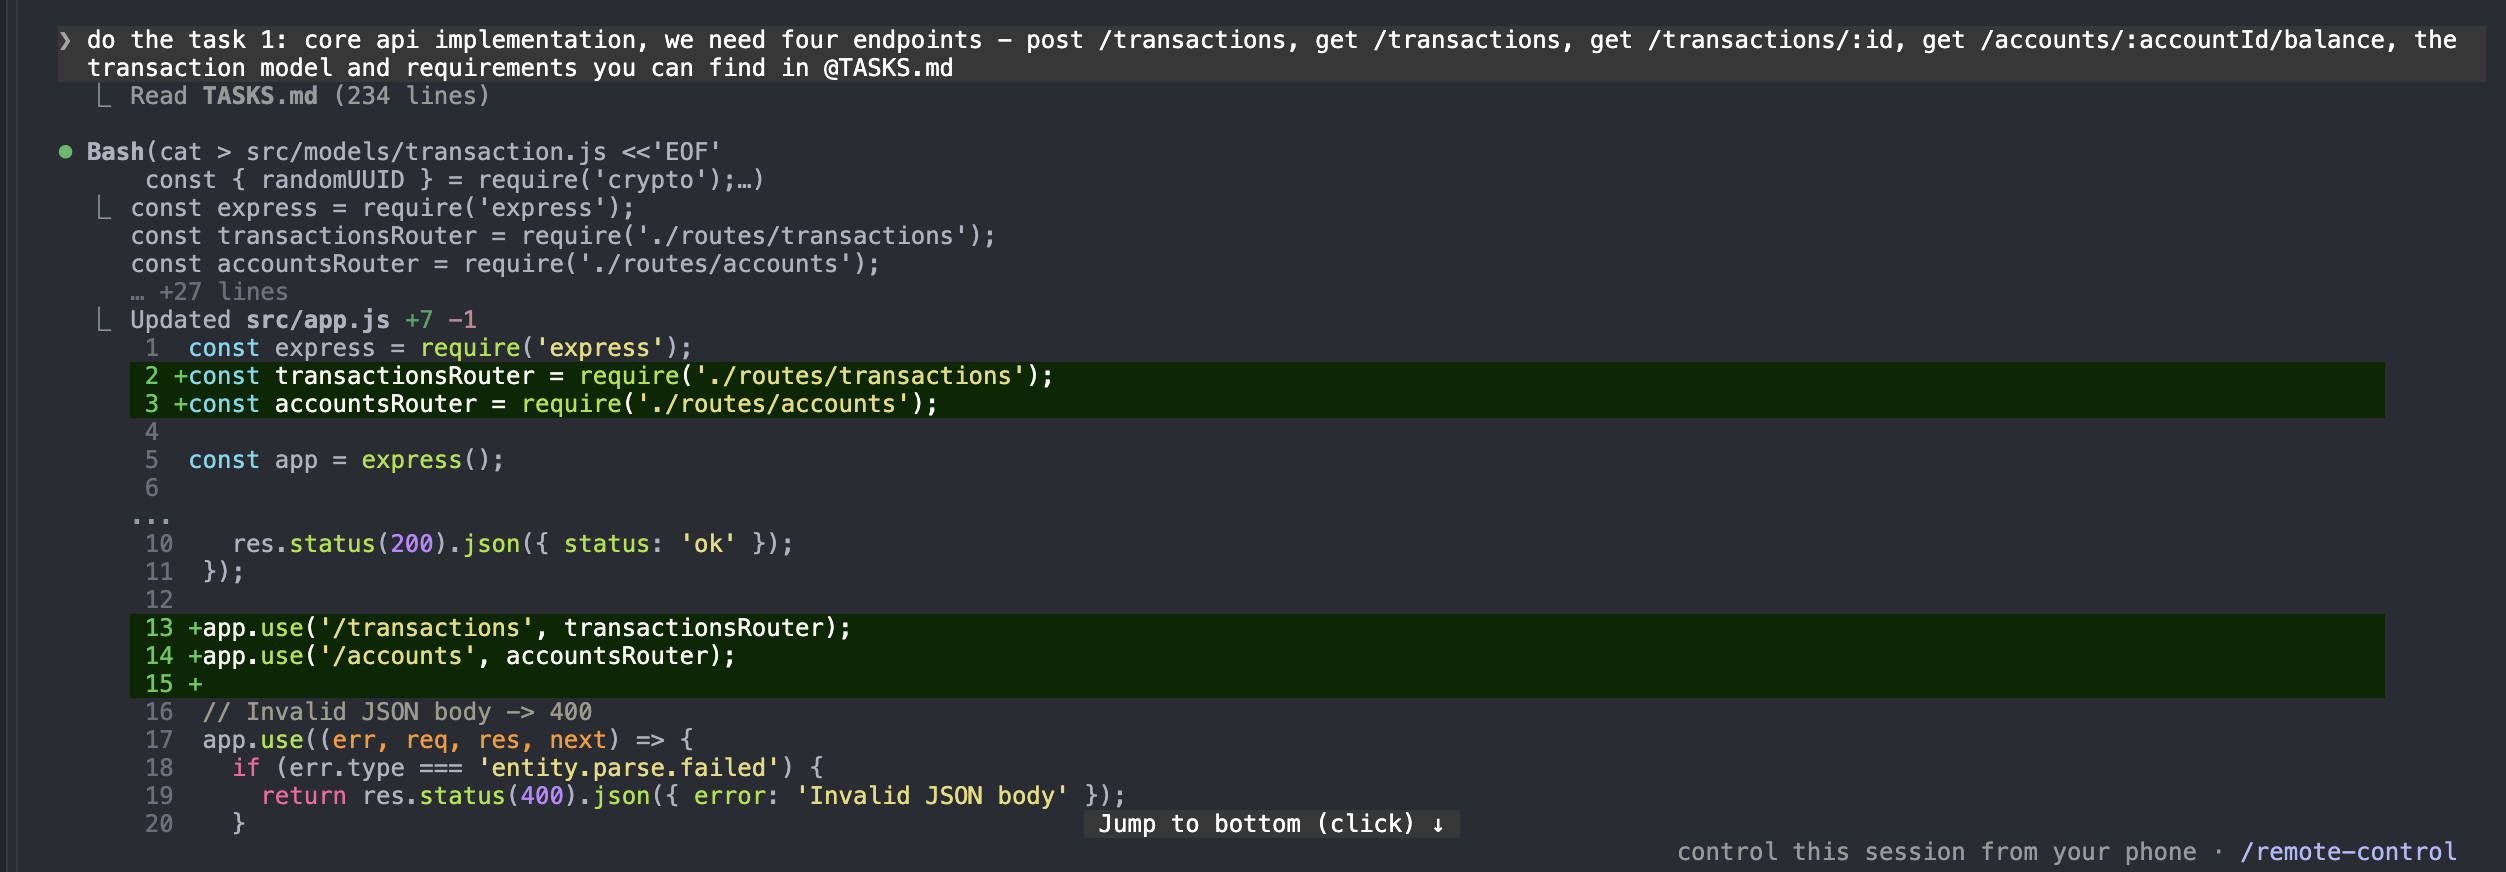 ❯ do the task 1: core api implementation, we need four endpoints – post /transactions, get /transactions, get /transactions/:id, get /accounts/:accountId/balance, the
transaction model and requirements you can find in @TASKS.md
⎿ Read TASKS.md (234 lines)
● Bash(cat > src/models/transaction.js <<'EOF'
const { randomUUID } = require('crypto');…)
⎿ const express = require('express');
const transactionsRouter = require('./routes/transactions');
const accountsRouter = require('./routes/accounts');
… +27 lines
⎿ Updated src/app.js +7 -1
1 const express = require('express');
2 +const transactionsRouter = require('./routes/transactions');
3 +const accountsRouter = require('./routes/accounts');
4
5 const app = express();
6
...
10 res.status(200).json({ status: 'ok' });
11 });
12
13 +app.use('/transactions', transactionsRouter);
14 +app.use('/accounts', accountsRouter);
15 +
16 // Invalid JSON body -> 400
17 app.use((err, req, res, next) => {
18 if (err.type === 'entity.parse.failed') {
19 return res.status(400).json({ error: 'Invalid JSON body' });
20 }
Jump to bottom (click) ↓
control this session from your phone · /remote-control